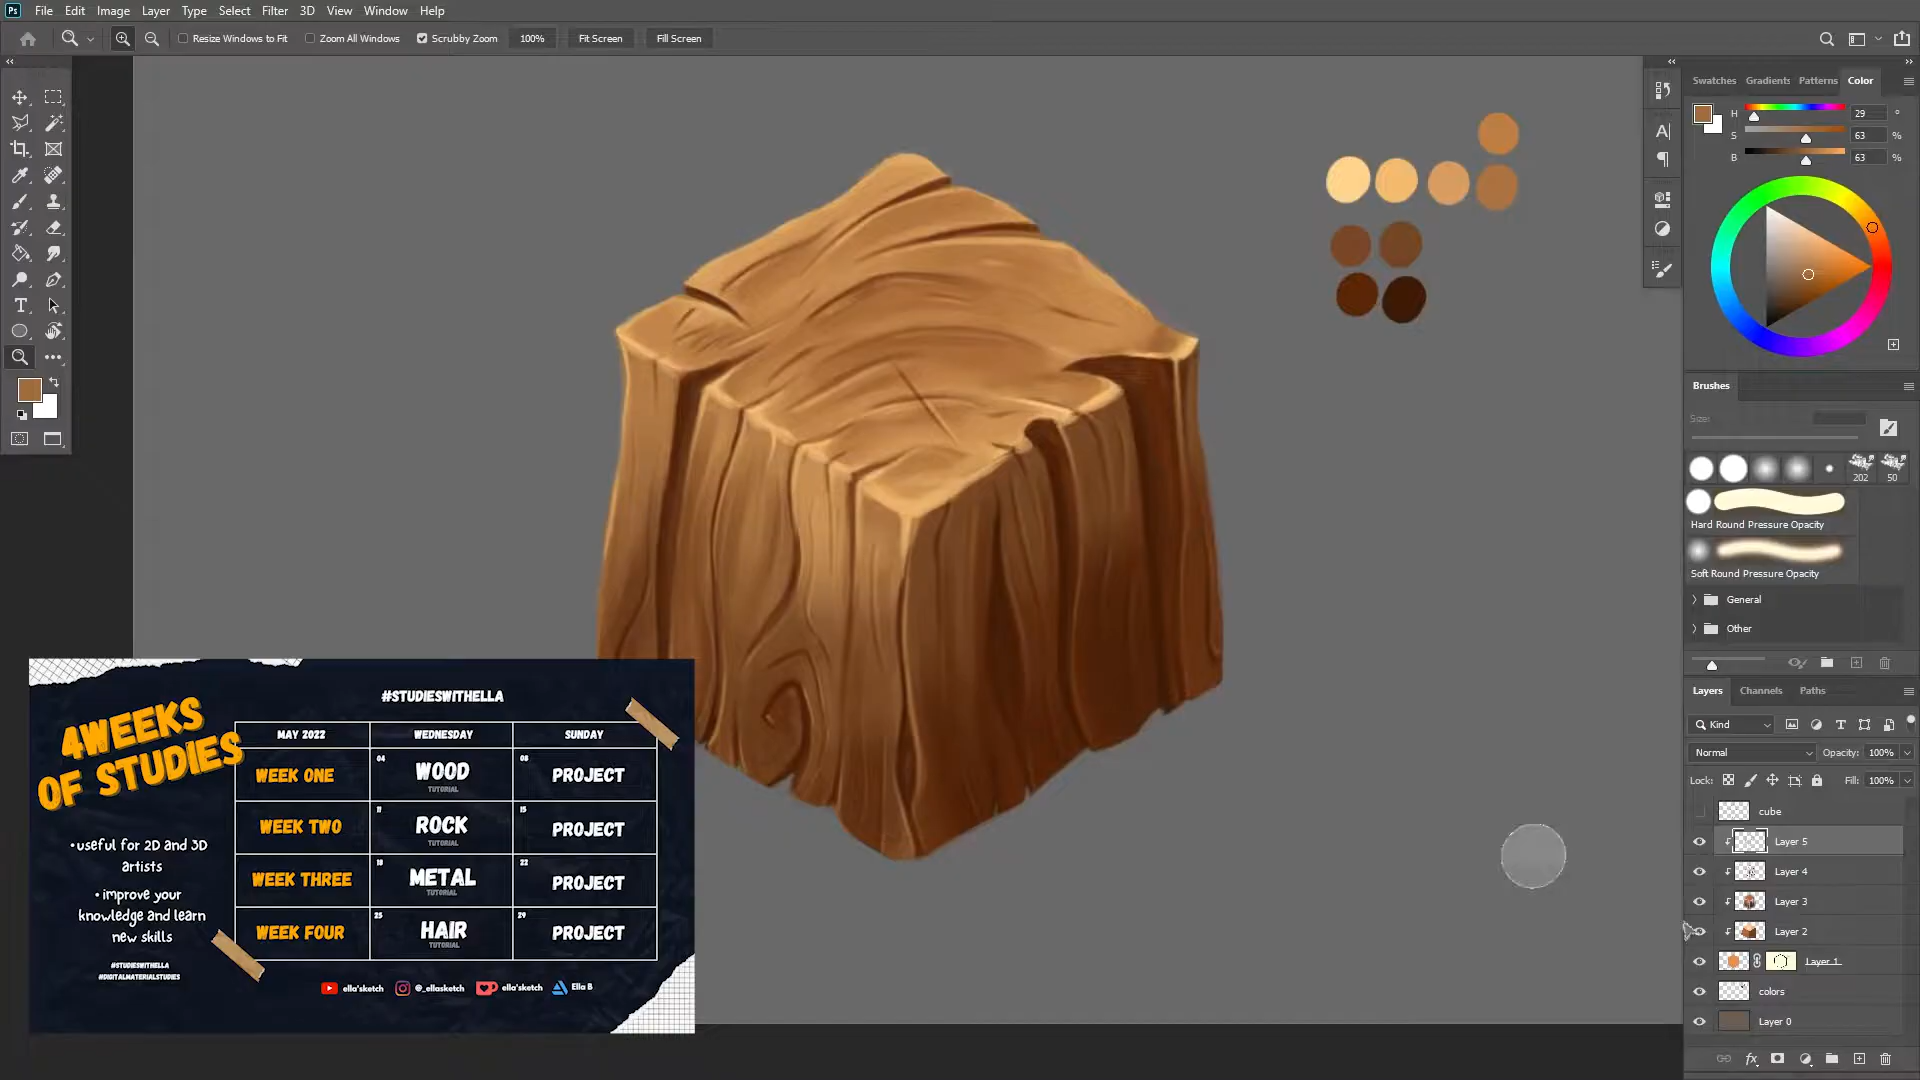 Ps File Edit Image Layer Type Select Filter 3D View Window Help
Resize Windows to Fit Zoom All Windows Scrubby Zoom 100% Fit Screen Fill Screen
Swatches Gradients Patterns Color
H 29 °
S 63 %
B 63 %
Brushes
Size:
202 50
Hard Round Pressure Opacity
Soft Round Pressure Opacity
General
Other
Layers Channels Paths
Kind
Normal Opacity: 100%
Lock: Fill: 100%
cube
Layer 5
Layer 4
Layer 3
Layer 2
Layer 1
colors
Layer 0
fx
4WEEKS
OF STUDIES
• useful for 2D and 3D
artists
• improve your
knowledge and learn
new skills
#STUDIESWITHELLA
#DIGITALMATERIALSTUDIES
#STUDIESWITHELLA
MAY 2022 WEDNESDAY SUNDAY
WEEK ONE 04 WOOD TUTORIAL 08 PROJECT
WEEK TWO 11 ROCK TUTORIAL 15 PROJECT
WEEK THREE 18 METAL TUTORIAL 22 PROJECT
WEEK FOUR 25 HAIR TUTORIAL 29 PROJECT
ella'sketch @_ellasketch ella'sketch Ella B